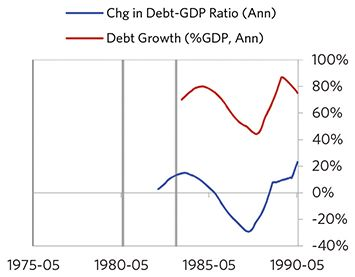 Chg in Debt-GDP Ratio (Ann)
Debt Growth (%GDP, Ann)
100%
80%
60%
40%
20%
0%
-20%
-40%
1975-05 1980-05 1985-05 1990-05